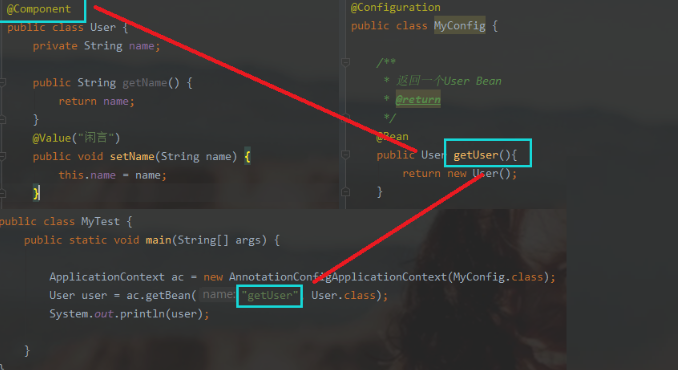 @Component
public class User {
private String name;
public String getName() {
return name;
}
@Value("闲言")
public void setName(String name) {
this.name = name;
}
@Configuration
public class MyConfig {
/**
* 返回一个User Bean
* @return
*/
@Bean
public User getUser(){
return new User();
}
public class MyTest {
public static void main(String[] args) {
ApplicationContext ac = new AnnotationConfigApplicationContext(MyConfig.class);
User user = ac.getBean( name: "getUser" User.class);
System.out.println(user);
}
}